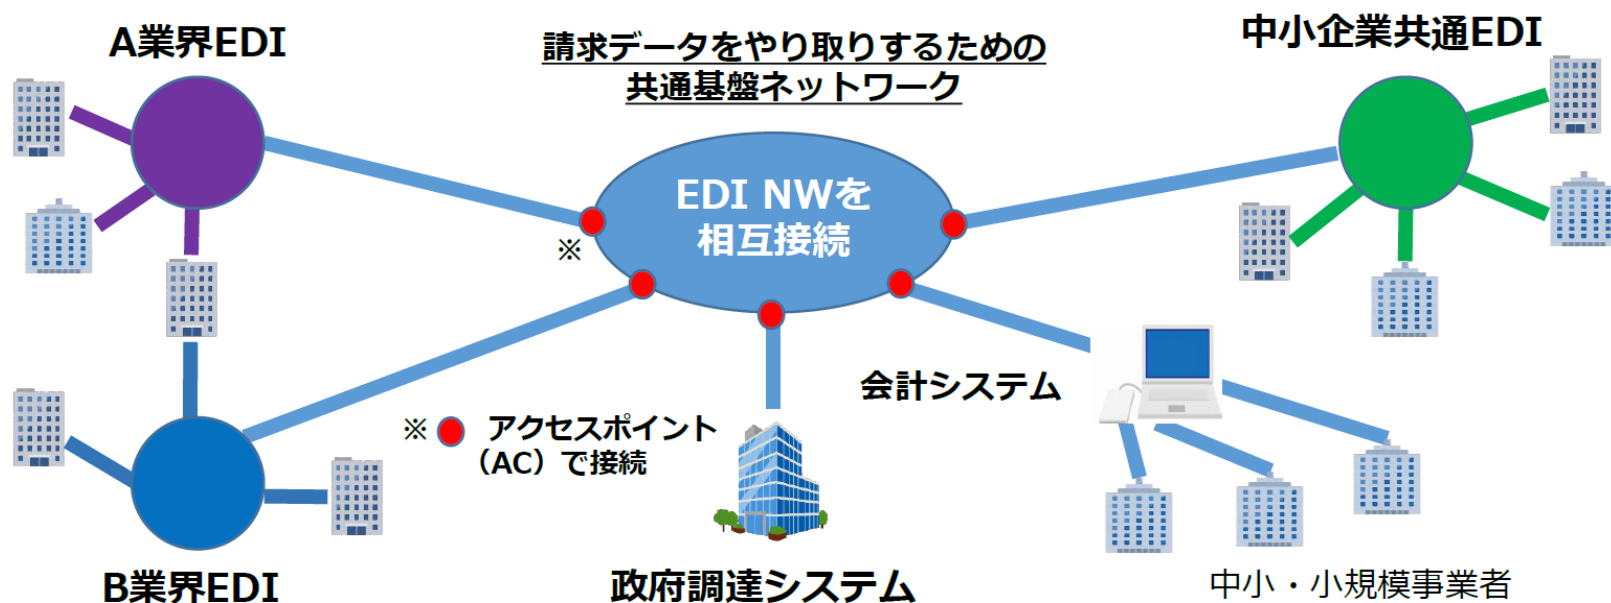 A業界EDI
請求データをやり取りするための
共通基盤ネットワーク
中小企業共通EDI
EDI NWを
相互接続
※
会計システム
※ アクセスポイント
（AC）で接続
B業界EDI
政府調達システム
中小・小規模事業者